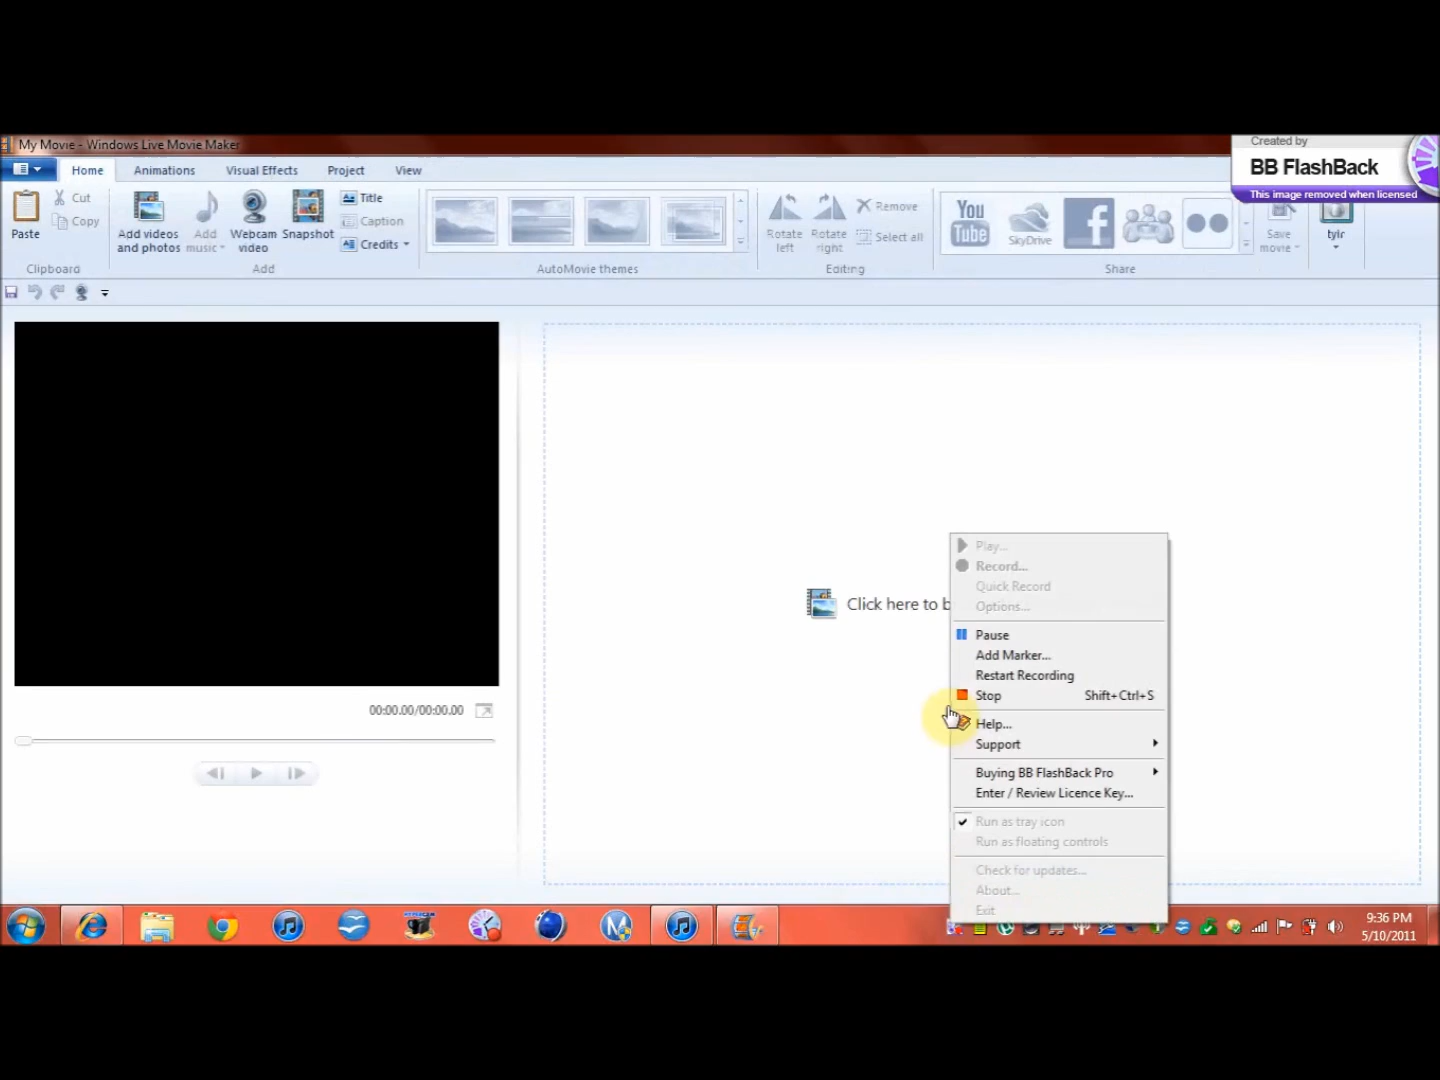 My Movie - Windows Live Movie Maker
Created by
BB FlashBack
This image removed when licensed
Home
Animations
Visual Effects
Project
View
Paste
Cut
Copy
Clipboard
Add videos
and photos
Add
music
Webcam
video
Snapshot
Title
Caption
Credits
Add
AutoMovie themes
Rotate
left
Rotate
right
Remove
Select all
Editing
You
Tube
SkyDrive
f
Share
Save
movie
tylr
Click here to b
00:00.00/00:00.00
Play...
Record...
Quick Record
Options...
Pause
Add Marker...
Restart Recording
Stop Shift+Ctrl+S
Help...
Support
Buying BB FlashBack Pro
Enter / Review Licence Key...
Run as tray icon
Run as floating controls
Check for updates...
About...
Exit
HYPERCAM
9:36 PM
5/10/2011